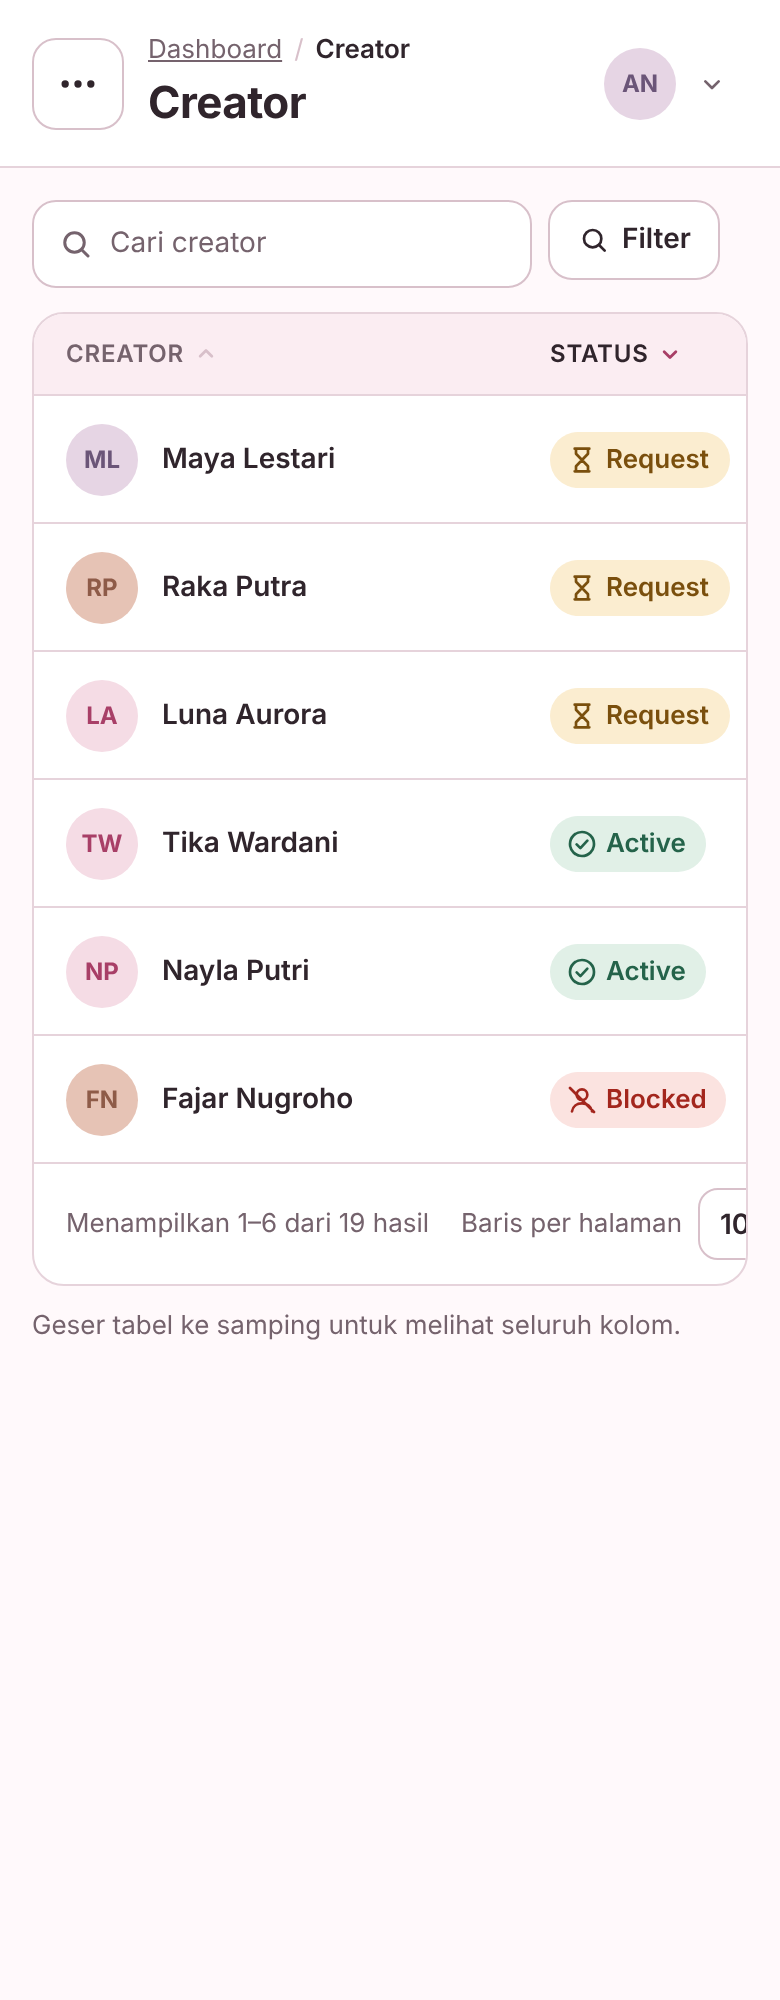 Dashboard / Creator
Creator
AN
Cari creator
Filter
CREATOR STATUS
ML Maya Lestari Request
RP Raka Putra Request
LA Luna Aurora Request
TW Tika Wardani Active
NP Nayla Putri Active
FN Fajar Nugroho Blocked
Menampilkan 1–6 dari 19 hasil Baris per halaman 10
Geser tabel ke samping untuk melihat seluruh kolom.